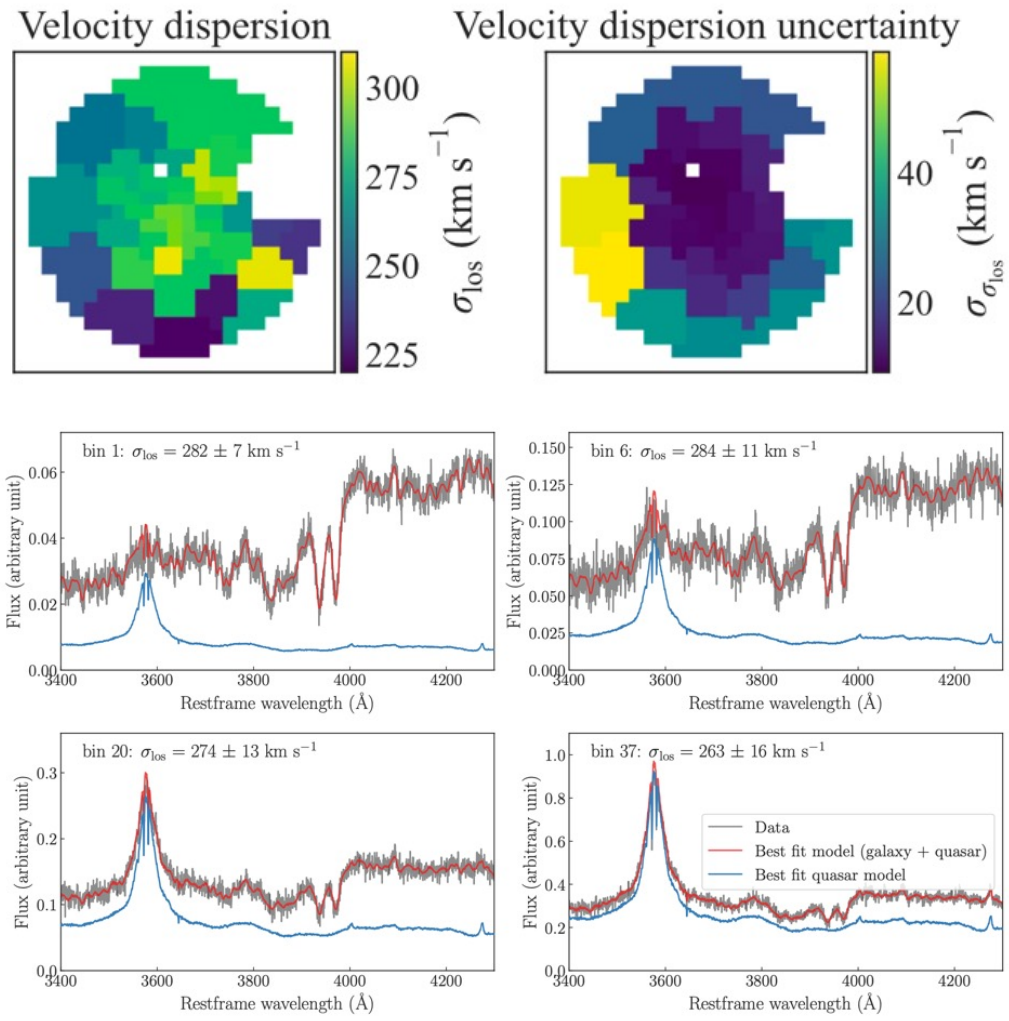 Velocity dispersion
Velocity dispersion uncertainty
300
275
250
225
σ_los (km s⁻¹)
40
20
σ_σ_los (km s⁻¹)
bin 1: σ_los = 282 ± 7 km s⁻¹
0.06
0.04
0.02
0.00
Flux (arbitrary unit)
3400 3600 3800 4000 4200
Restframe wavelength (Å)
bin 6: σ_los = 284 ± 11 km s⁻¹
0.150
0.125
0.100
0.075
0.050
0.025
0.000
Flux (arbitrary unit)
3400 3600 3800 4000 4200
Restframe wavelength (Å)
bin 20: σ_los = 274 ± 13 km s⁻¹
0.3
0.2
0.1
0.0
Flux (arbitrary unit)
3400 3600 3800 4000 4200
Restframe wavelength (Å)
bin 37: σ_los = 263 ± 16 km s⁻¹
1.0
0.8
0.6
0.4
0.2
0.0
Flux (arbitrary unit)
Data
Best fit model (galaxy + quasar)
Best fit quasar model
3400 3600 3800 4000 4200
Restframe wavelength (Å)